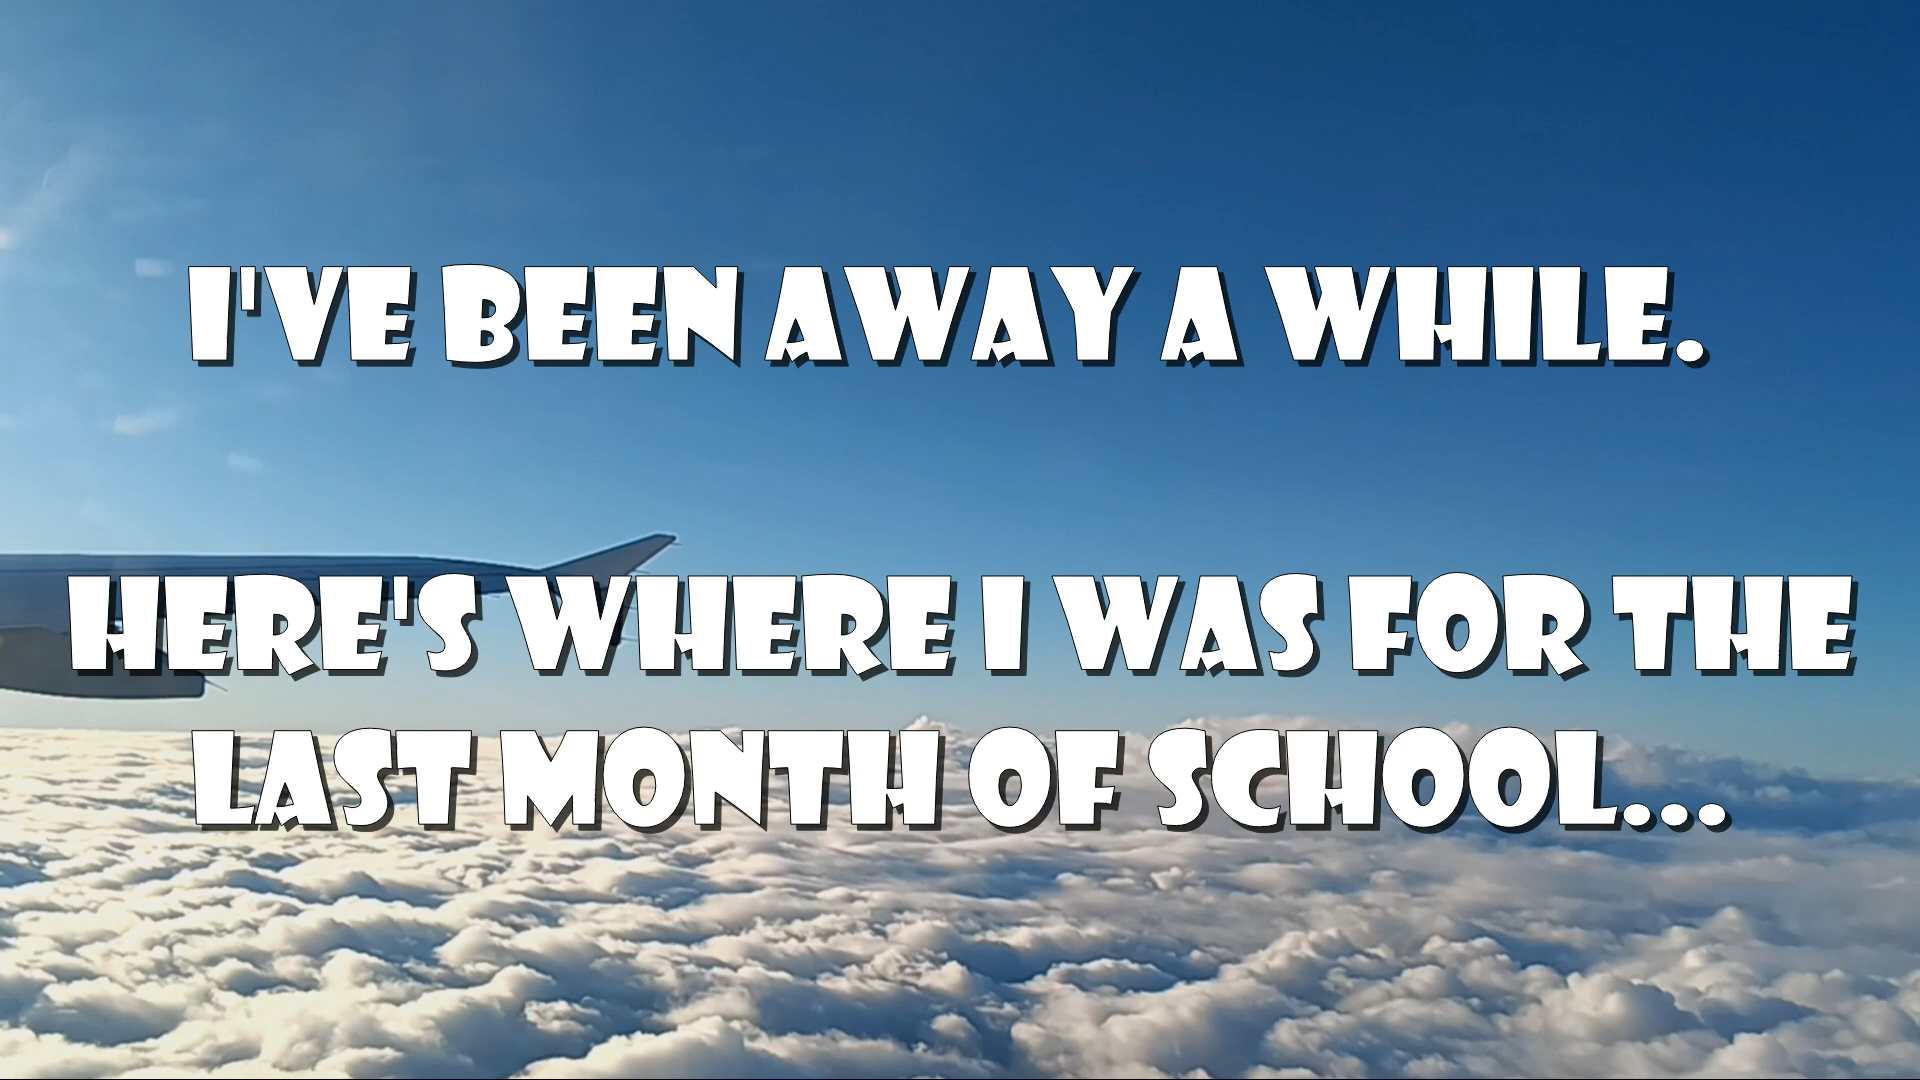 I'VE BEEN AWAY A WHILE.
HERE'S WHERE I WAS FOR THE
LAST MONTH OF SCHOOL...